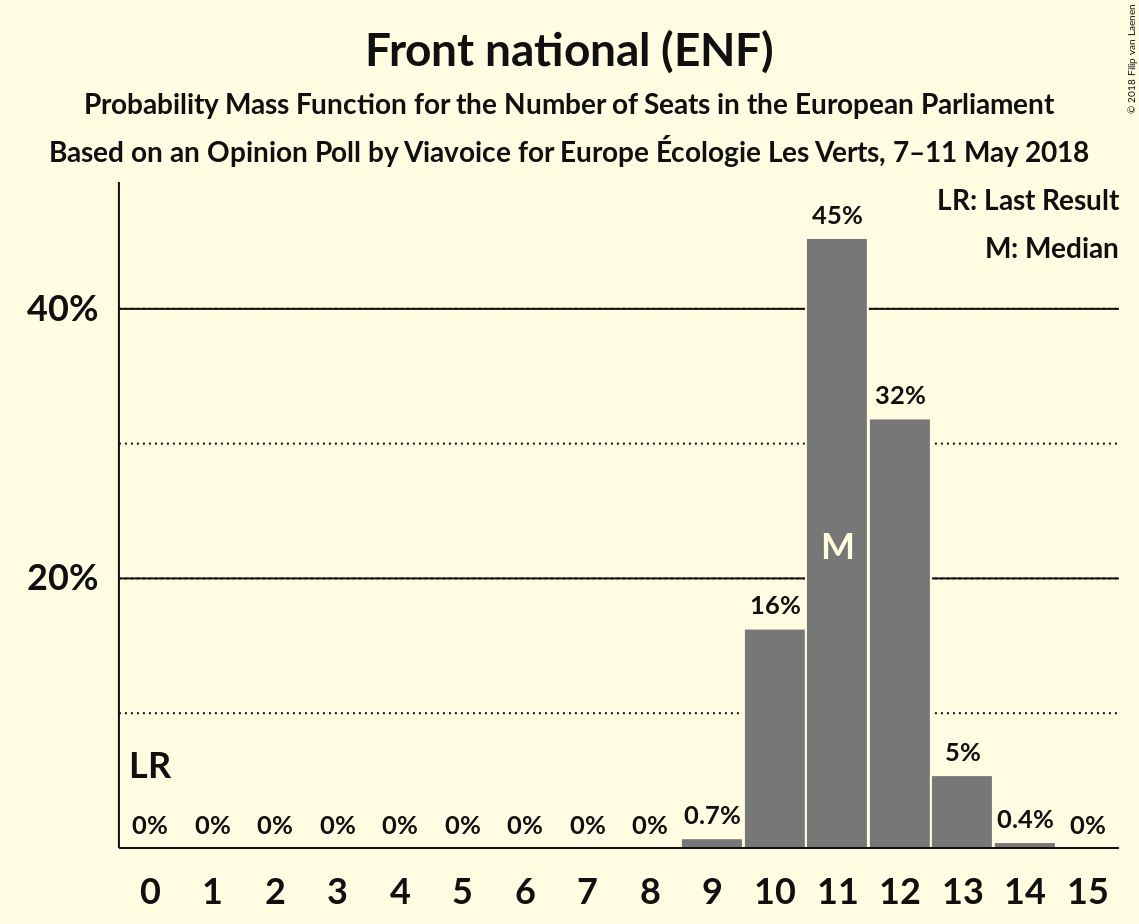 Front national (ENF)
Probability Mass Function for the Number of Seats in the European Parliament
Based on an Opinion Poll by Viavoice for Europe Écologie Les Verts, 7–11 May 2018
© 2018 Filip van Laenen
LR: Last Result
M: Median
45%
40%
32%
M
20%
16%
LR
5%
0% 0% 0% 0% 0% 0% 0% 0% 0% 0.7% 0.4% 0%
0 1 2 3 4 5 6 7 8 9 10 11 12 13 14 15